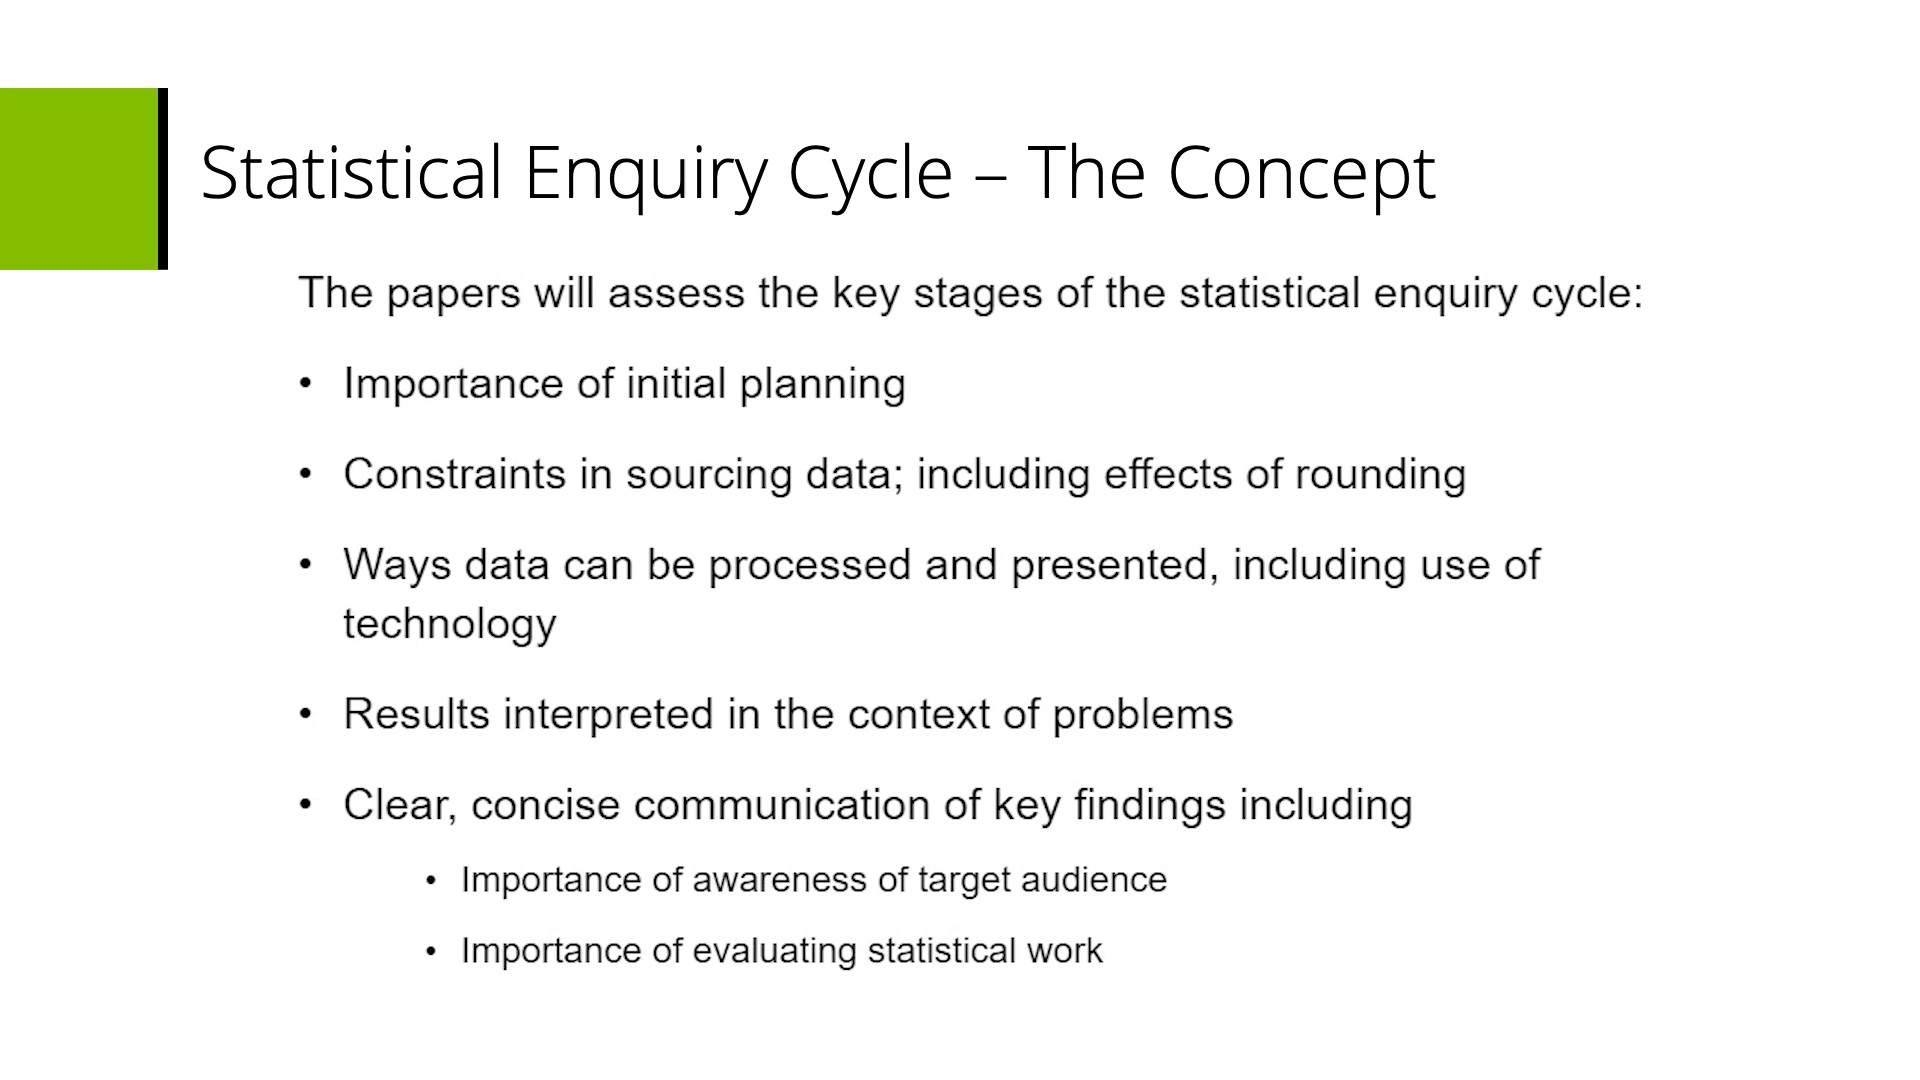 Statistical Enquiry Cycle – The Concept
The papers will assess the key stages of the statistical enquiry cycle:
• Importance of initial planning
• Constraints in sourcing data; including effects of rounding
• Ways data can be processed and presented, including use of
technology
• Results interpreted in the context of problems
• Clear, concise communication of key findings including
• Importance of awareness of target audience
• Importance of evaluating statistical work